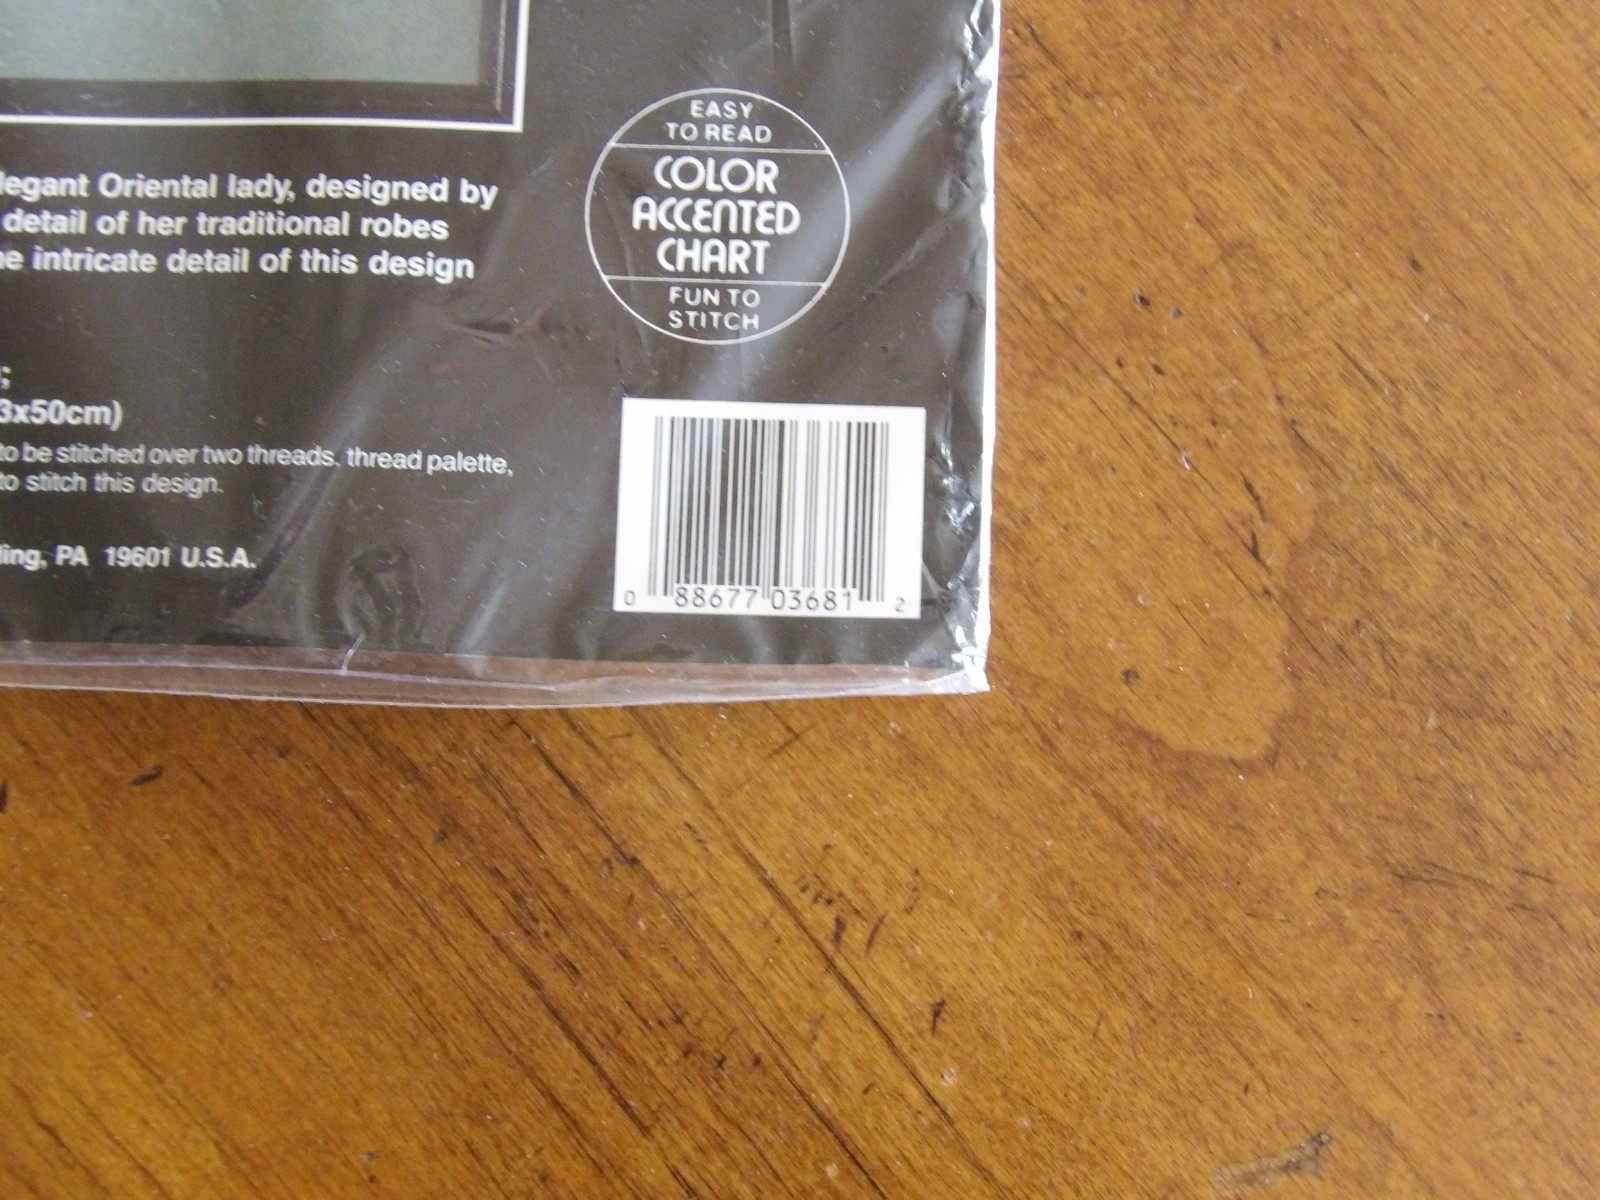 legant Oriental lady, designed by
detail of her traditional robes
e intricate detail of this design
3x50cm)
to be stitched over two threads, thread palette,
to stitch this design.
ling, PA 19601 U.S.A.
EASY
TO READ
COLOR
ACCENTED
CHART
FUN TO
STITCH
0 88677 03681 2